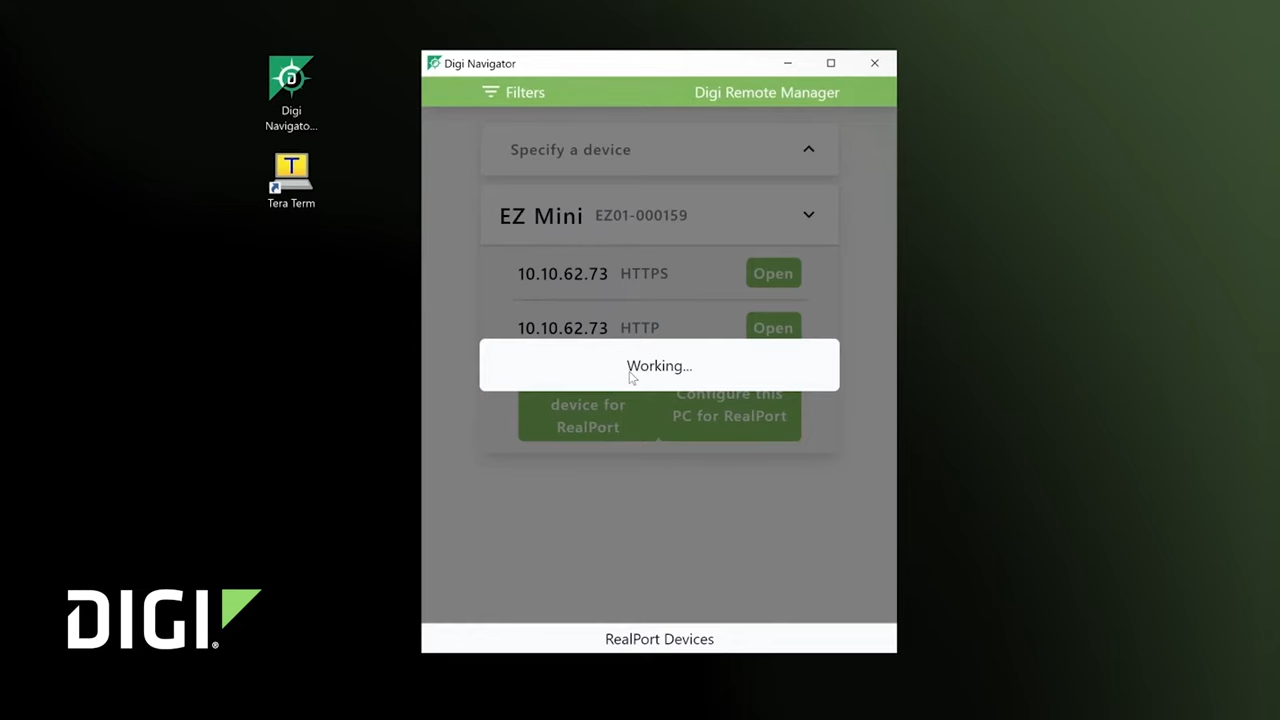 Digi Navigator
Filters
Digi Remote Manager
Digi
Navigato...
T
Tera Term
Specify a device
EZ Mini EZ01-000159
10.10.62.73 HTTPS Open
10.10.62.73 HTTP Open
Working...
device for
RealPort
Configure this
PC for RealPort
RealPort Devices
DIGI®